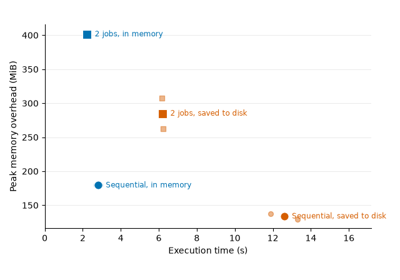 Peak memory overhead (MiB)
400
350
300
250
200
150
2 jobs, in memory
2 jobs, saved to disk
Sequential, in memory
Sequential, saved to disk
0 2 4 6 8 10 12 14 16
Execution time (s)